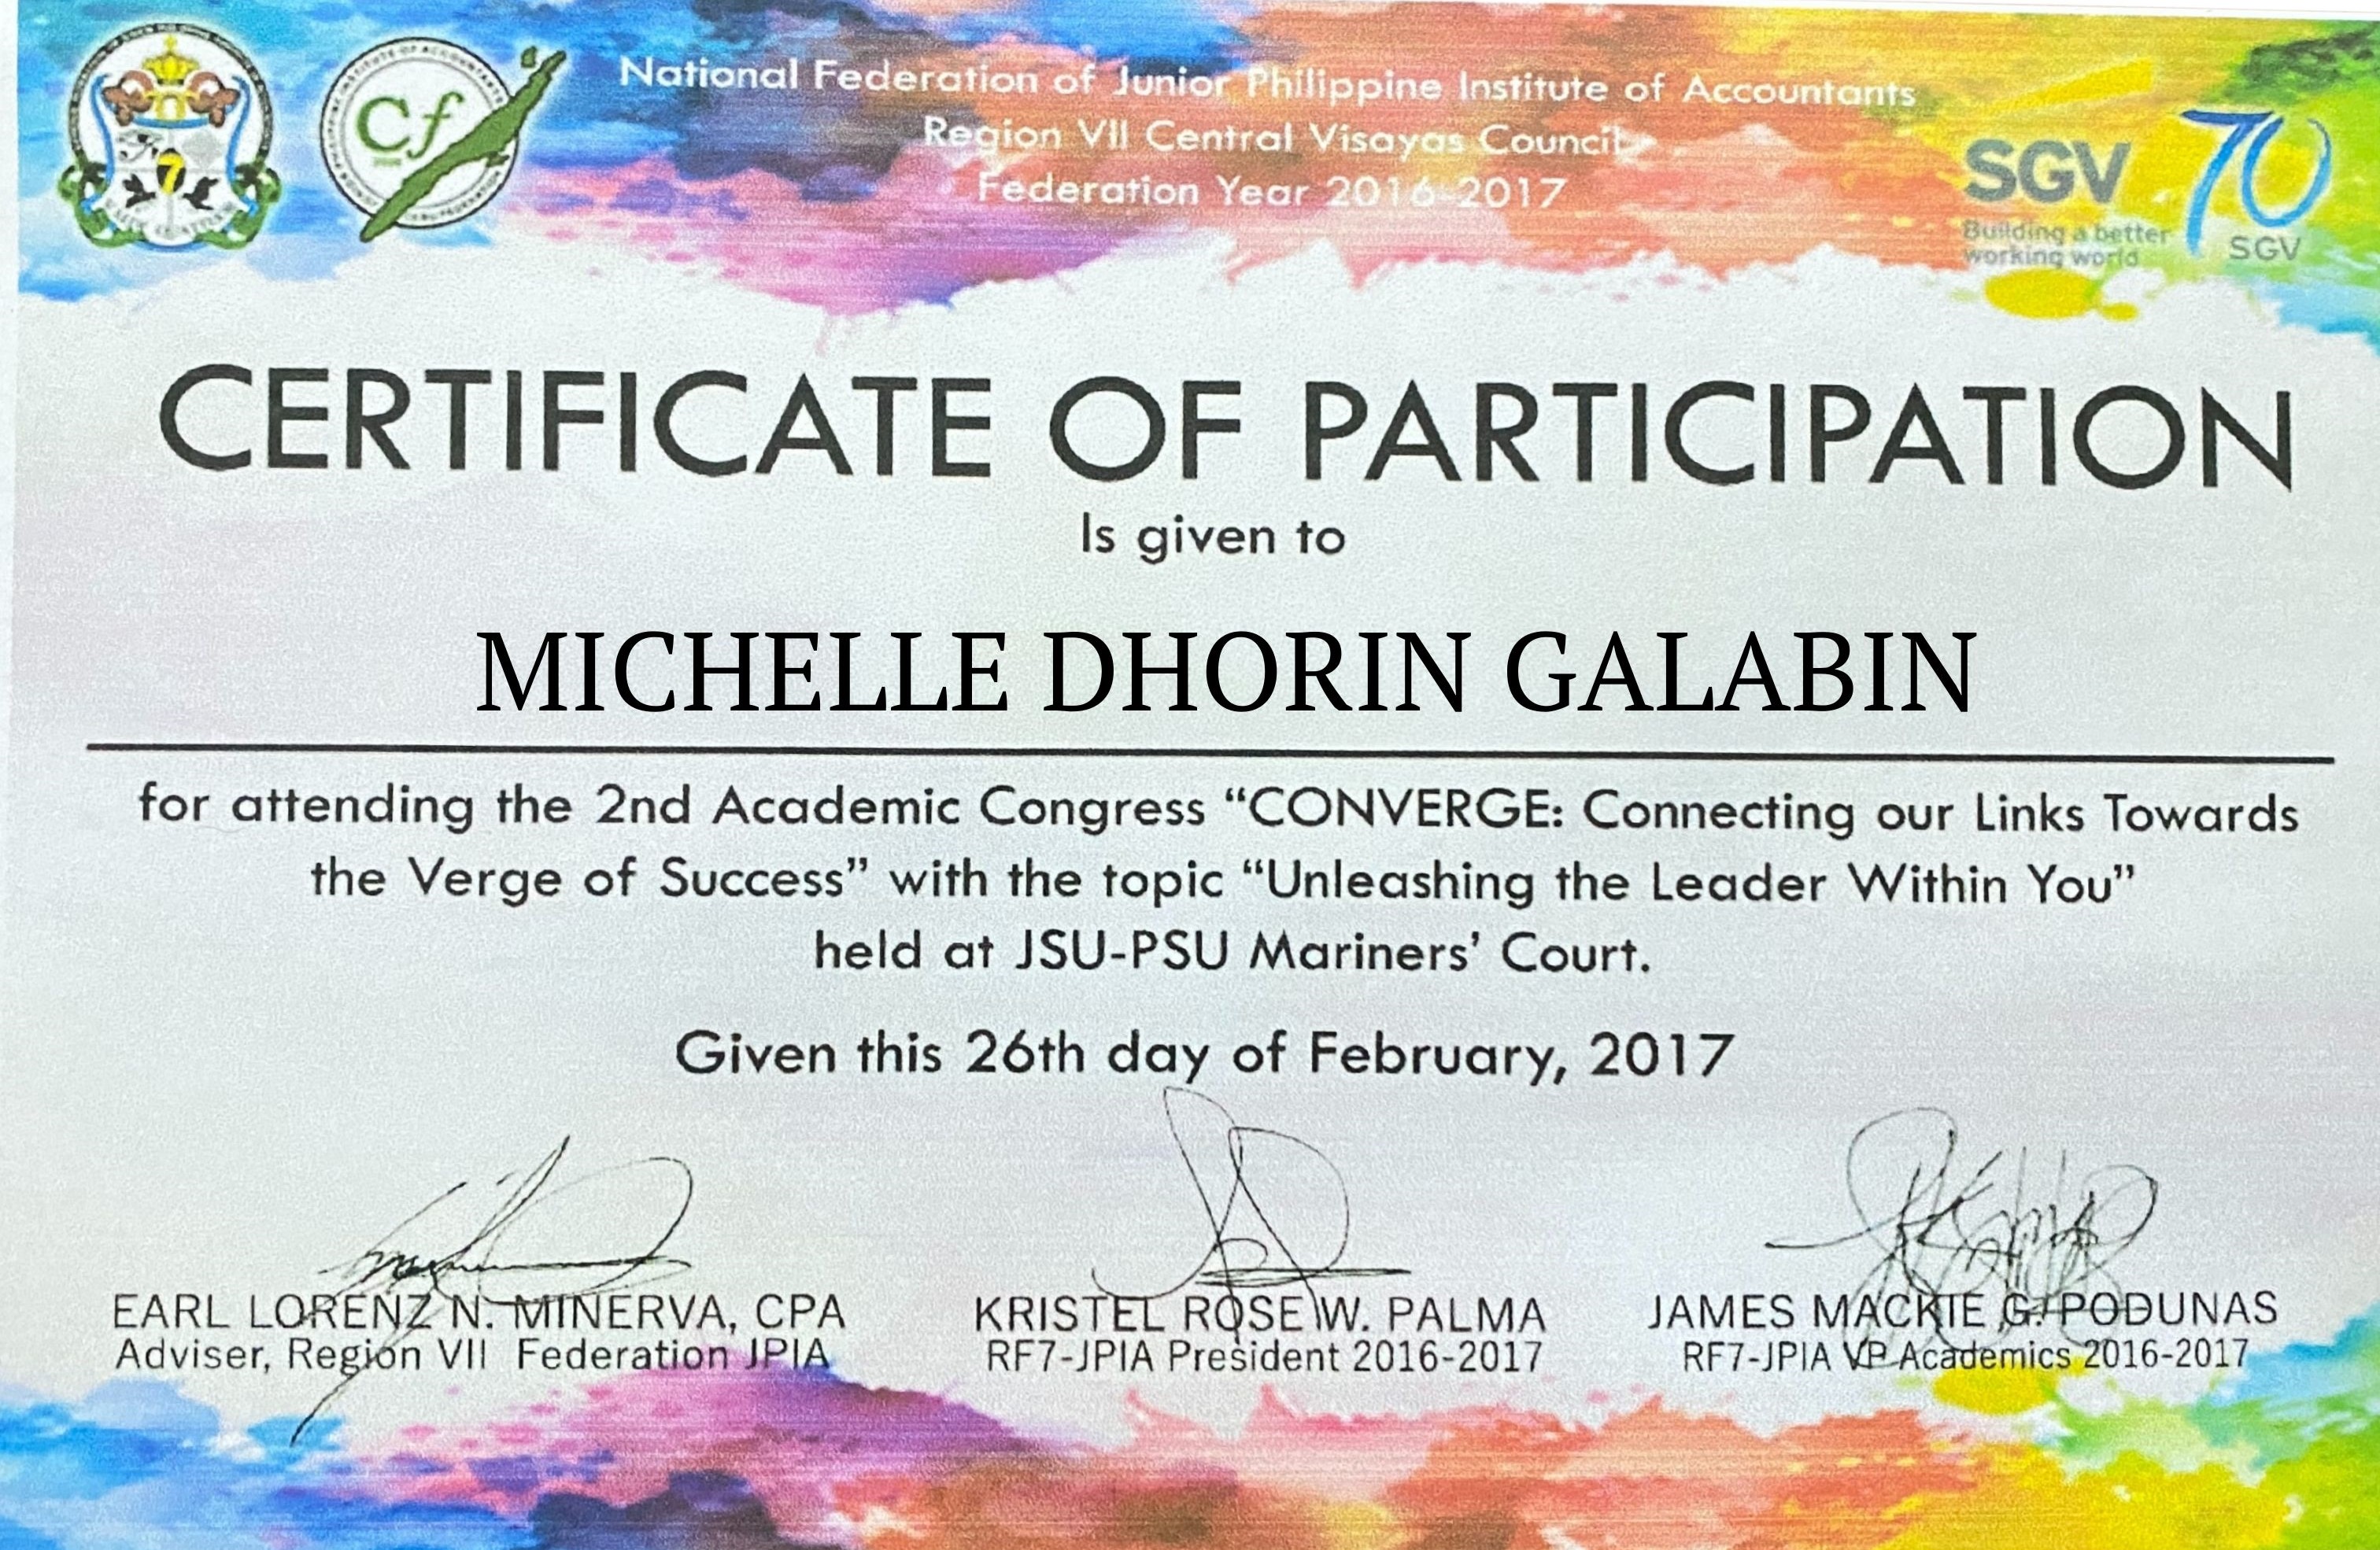 National Federation of Junior Philippine Institute of Accountants
Region VII Central Visayas Council
Federation Year 2016-2017
Cf
7
SGV
Building a better
working world
70
SGV
CERTIFICATE OF PARTICIPATION
Is given to
MICHELLE DHORIN GALABIN
for attending the 2nd Academic Congress “CONVERGE: Connecting our Links Towards
the Verge of Success” with the topic “Unleashing the Leader Within You”
held at JSU-PSU Mariners’ Court.
Given this 26th day of February, 2017
EARL LORENZ N. MINERVA, CPA
Adviser, Region VII Federation JPIA
KRISTEL ROSE W. PALMA
RF7-JPIA President 2016-2017
JAMES MACKIE G. PODUNAS
RF7-JPIA VP Academics 2016-2017